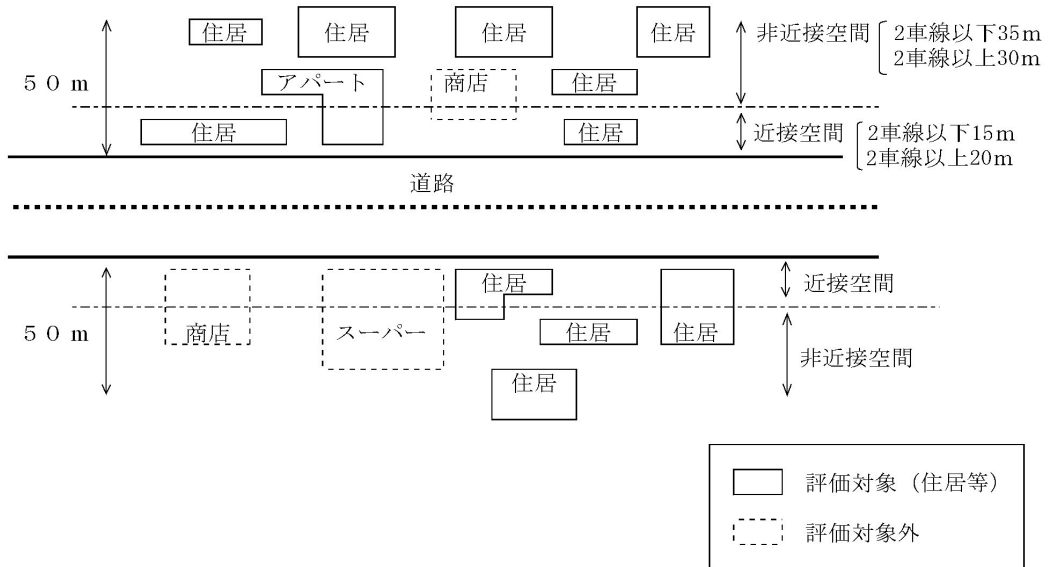 住居
住居
住居
住居
非近接空間
2車線以下35m
2車線以上30m
50m
アパート
商店
住居
住居
住居
近接空間
2車線以下15m
2車線以上20m
道路
住居
近接空間
50m
商店
スーパー
住居
住居
非近接空間
住居
評価対象(住居等)
評価対象外